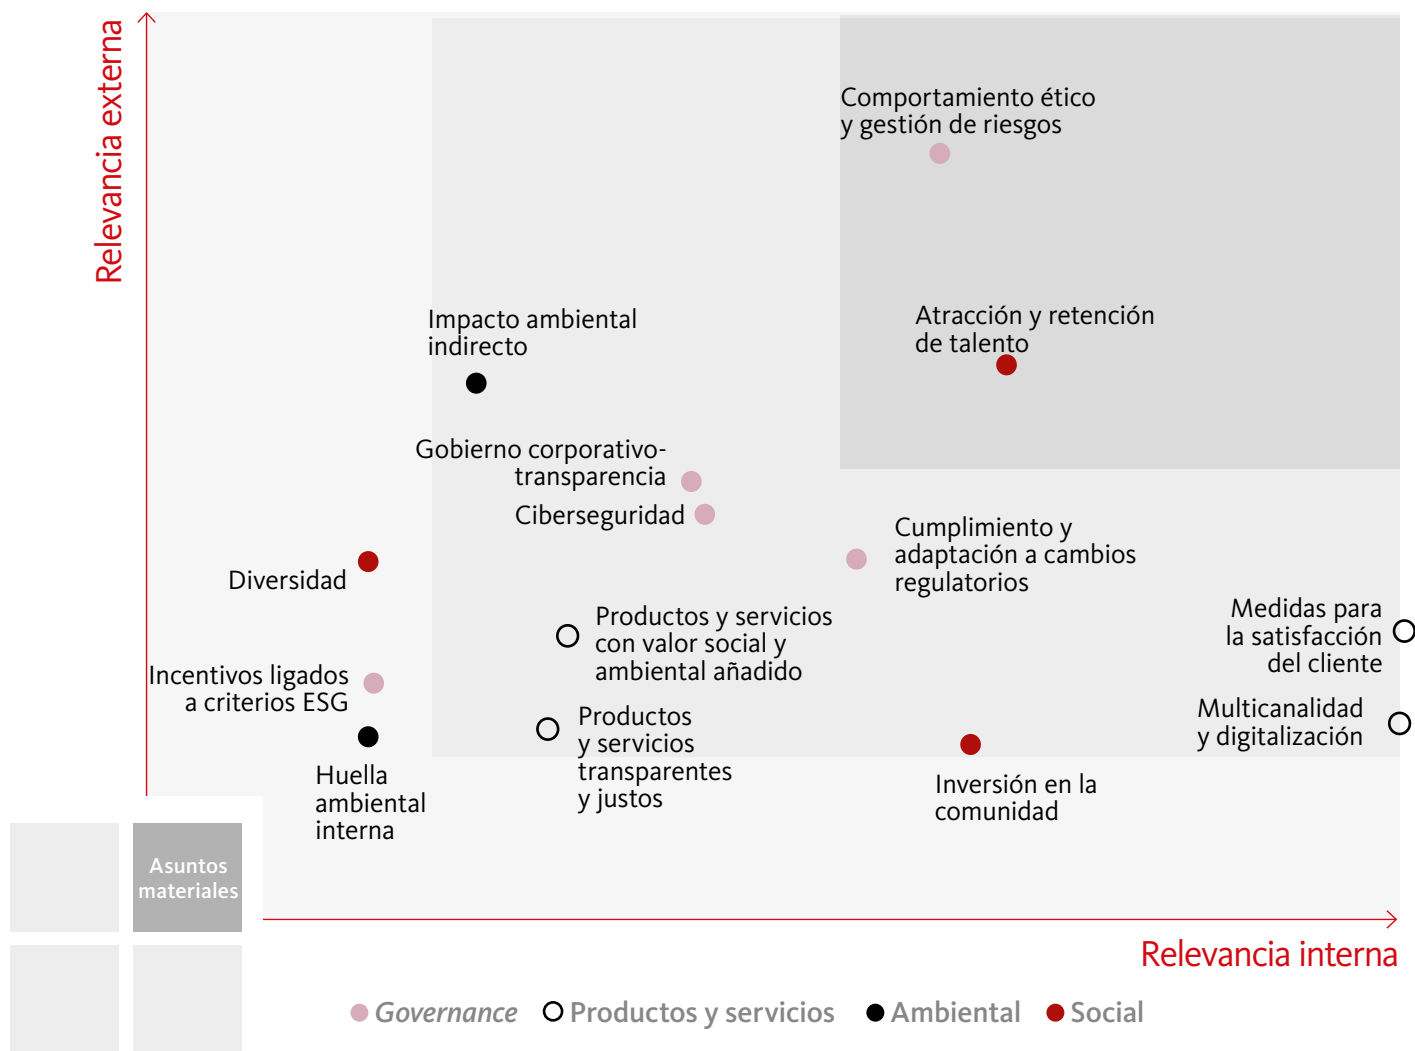 Relevancia externa
Comportamiento ético
y gestión de riesgos
Impacto ambiental
indirecto
Atracción y retención
de talento
Gobierno corporativo-
transparencia
Ciberseguridad
Cumplimiento y
adaptación a cambios
regulatorios
Diversidad
Productos y servicios
con valor social y
ambiental añadido
Medidas para
la satisfacción
del cliente
Incentivos ligados
a criterios ESG
Productos
y servicios
transparentes
y justos
Multicanalidad
y digitalización
Huella
ambiental
interna
Inversión en la
comunidad
Asuntos
materiales
Relevancia interna
Governance
Productos y servicios
Ambiental
Social